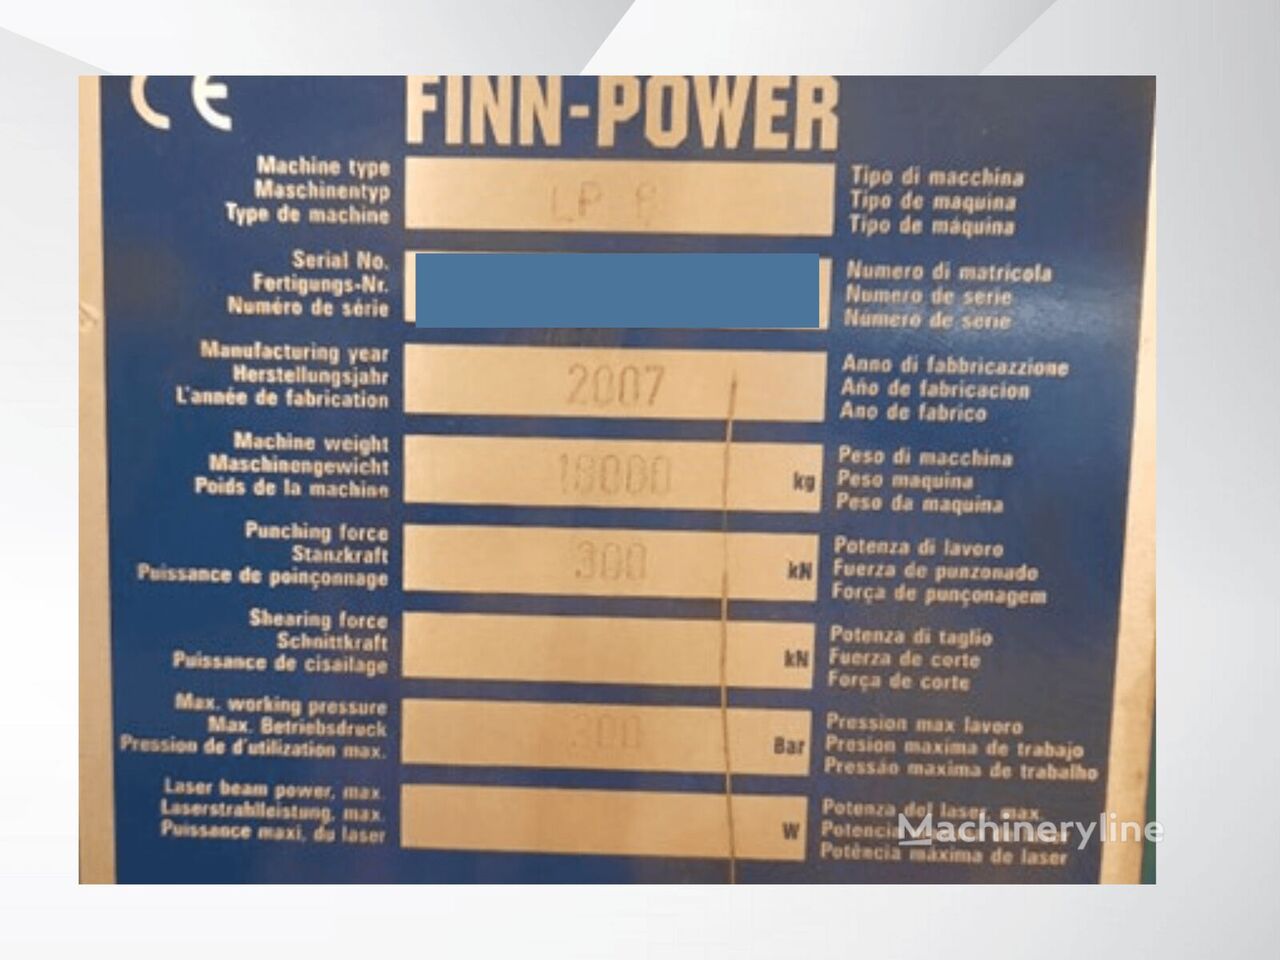 CE
FINN-POWER
Machine type
Maschinentyp
Type de machine
LP
Tipo di macchina
Tipo de maquina
Tipo do máquina
Serial No.
Fertigungs-Nr.
Numéro de série
Numero di matricola
Numero de serie
Número de serie
Manufacturing year
Herstellungsjahr
L'année de fabrication
2007
Anno di fabbricazzione
Año de fabricacion
Ano de fabrico
Machine weight
Maschinengewicht
Poids de la machine
18000 kg
Peso di macchina
Peso maquina
Peso da maquina
Punching force
Stanzkraft
Puissance de poinçonnage
300 kN
Potenza di lavoro
Fuerza de punzonado
Força de punçonagem
Shearing force
Schnittkraft
Puissance de cisailage
kN
Potenza di taglio
Fuerza de corte
Força de corte
Max. working pressure
Max. Betriebsdruck
Pression de d'utilization max.
300 Bar
Pression max lavoro
Presion maxima de trabajo
Pressão maxima de trabalho
Laser beam power, max
Laserstrahlleistung, max.
Puissance maxi, du laser
W
Potenza del laser, max
Potencia
Potência máxima de laser
Machineryline